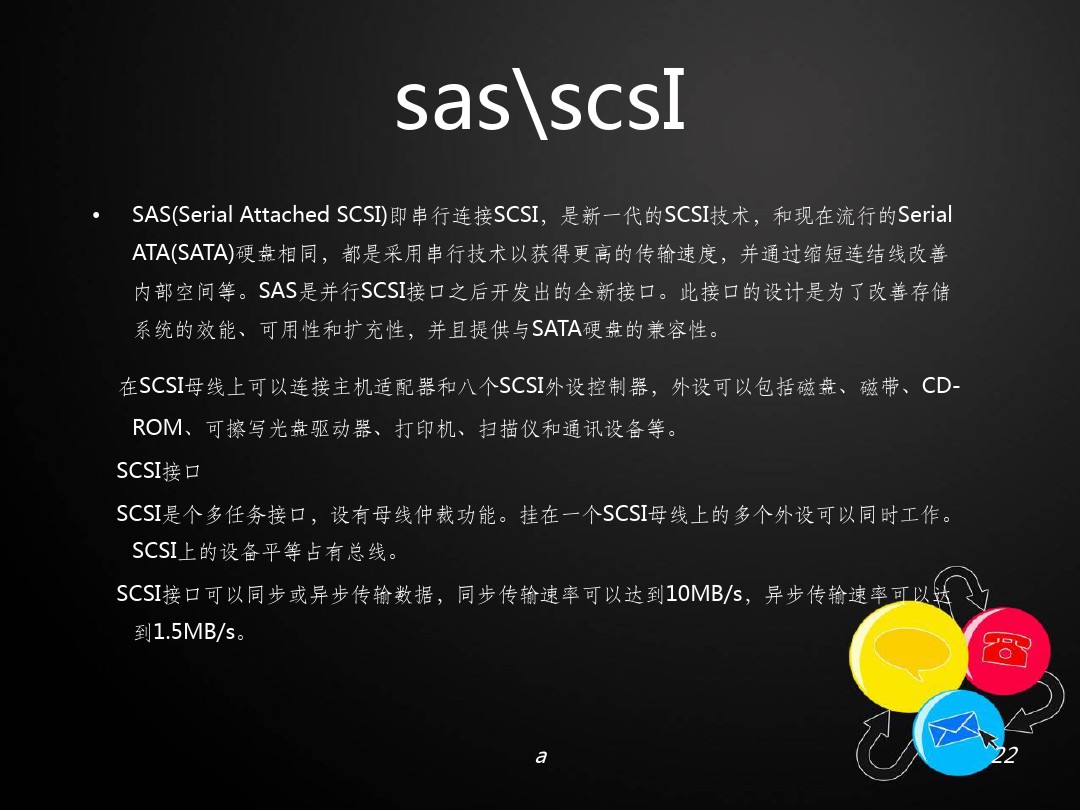 sas\scsI
• SAS(Serial Attached SCSI)即串行连接SCSI，是新一代的SCSI技术，和现在流行的Serial
ATA(SATA)硬盘相同，都是采用串行技术以获得更高的传输速度，并通过缩短连结线改善
内部空间等。SAS是并行SCSI接口之后开发出的全新接口。此接口的设计是为了改善存储
系统的效能、可用性和扩充性，并且提供与SATA硬盘的兼容性。
在SCSI母线上可以连接主机适配器和八个SCSI外设控制器，外设可以包括磁盘、磁带、CD-
ROM、可擦写光盘驱动器、打印机、扫描仪和通讯设备等。
SCSI接口
SCSI是个多任务接口，设有母线仲裁功能。挂在一个SCSI母线上的多个外设可以同时工作。
SCSI上的设备平等占有总线。
SCSI接口可以同步或异步传输数据，同步传输速率可以达到10MB/s，异步传输速率可以达
到1.5MB/s。
a
22